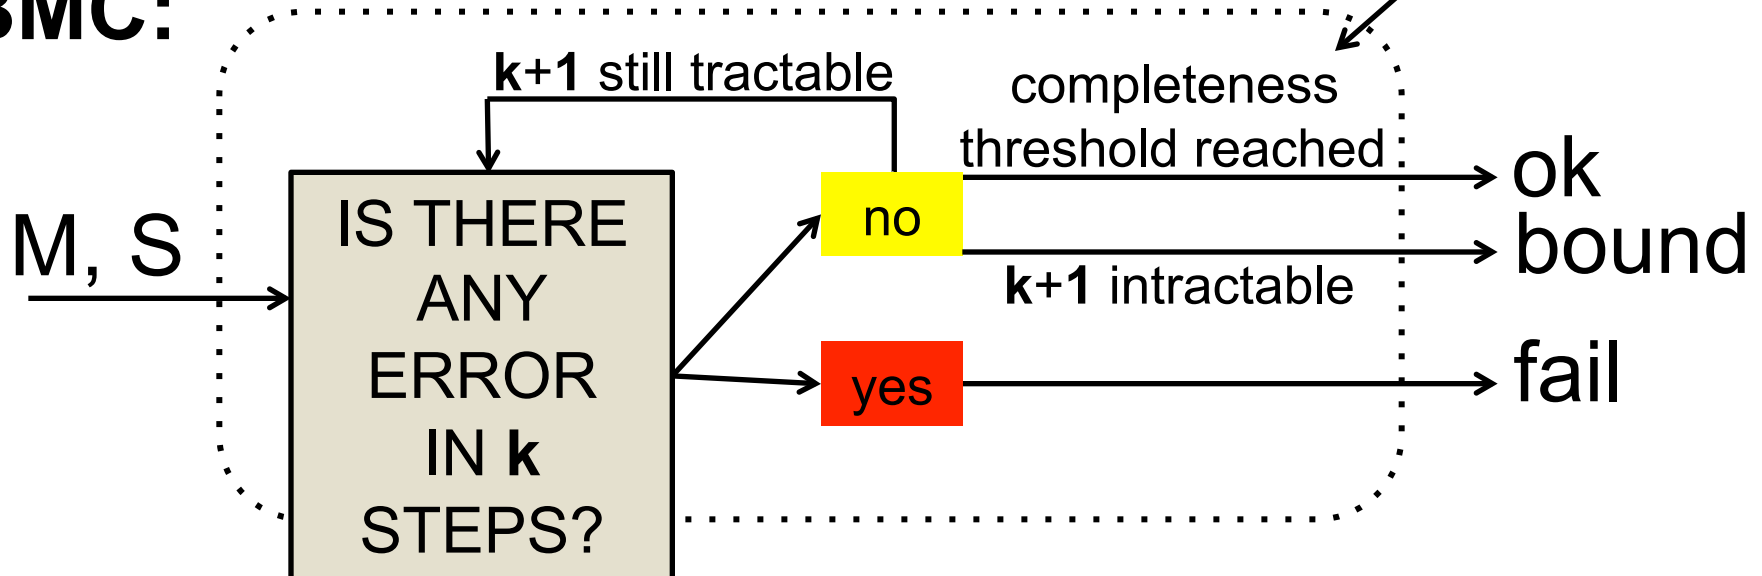 BMC:
k+1 still tractable
completeness
threshold reached
M, S
IS THERE
ANY
ERROR
IN k
STEPS?
no
yes
k+1 intractable
ok
bound
fail